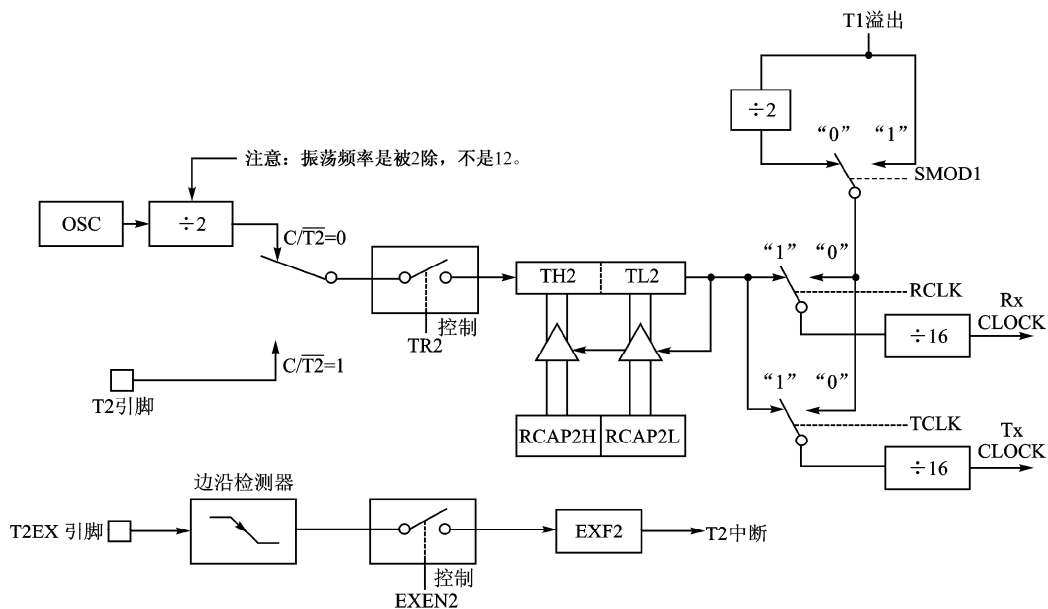 T1溢出
÷2
“0” “1”
SMOD1
注意：振荡频率是被2除，不是12。
OSC
÷2
C/T2̅=0
TH2
TL2
“1” “0”
RCLK
Rx
CLOCK
控制
TR2
÷16
C/T2̅=1
T2引脚
“1” “0”
RCAP2H
RCAP2L
TCLK
Tx
CLOCK
÷16
边沿检测器
T2EX 引脚
EXF2
T2中断
控制
EXEN2